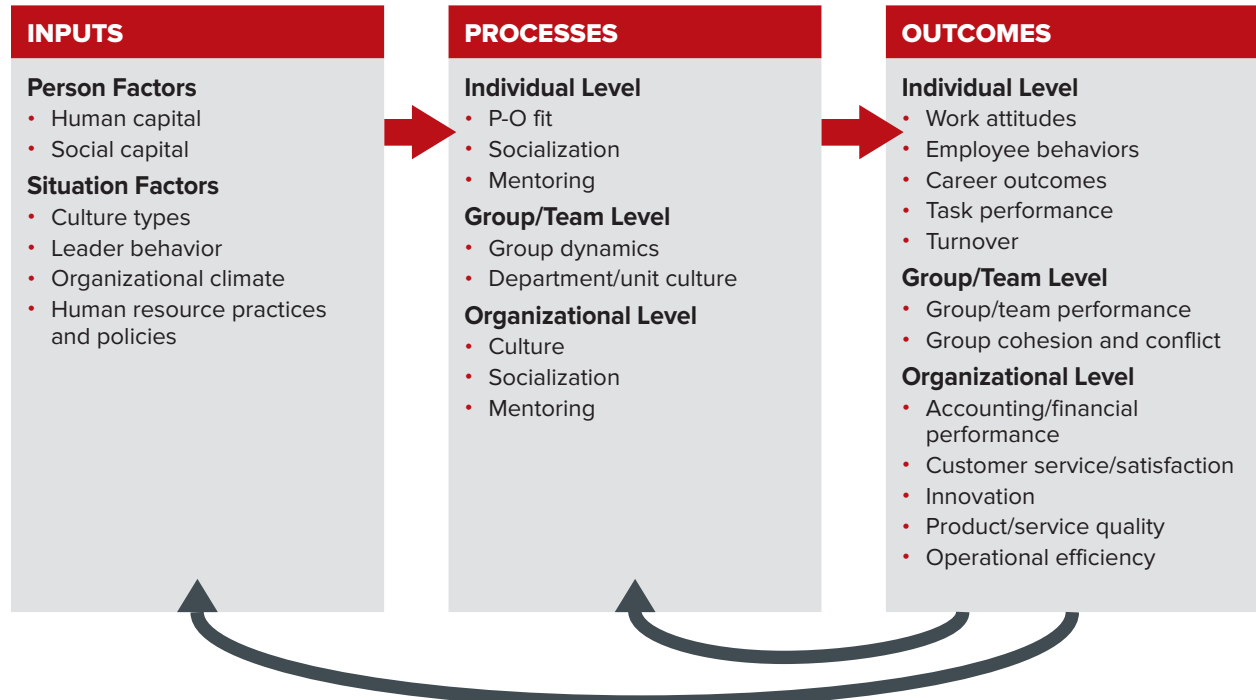 INPUTS
Person Factors
• Human capital
• Social capital
Situation Factors
• Culture types
• Leader behavior
• Organizational climate
• Human resource practices
and policies
PROCESSES
Individual Level
• P-O fit
• Socialization
• Mentoring
Group/Team Level
• Group dynamics
• Department/unit culture
Organizational Level
• Culture
• Socialization
• Mentoring
OUTCOMES
Individual Level
• Work attitudes
• Employee behaviors
• Career outcomes
• Task performance
• Turnover
Group/Team Level
• Group/team performance
• Group cohesion and conflict
Organizational Level
• Accounting/financial
performance
• Customer service/satisfaction
• Innovation
• Product/service quality
• Operational efficiency